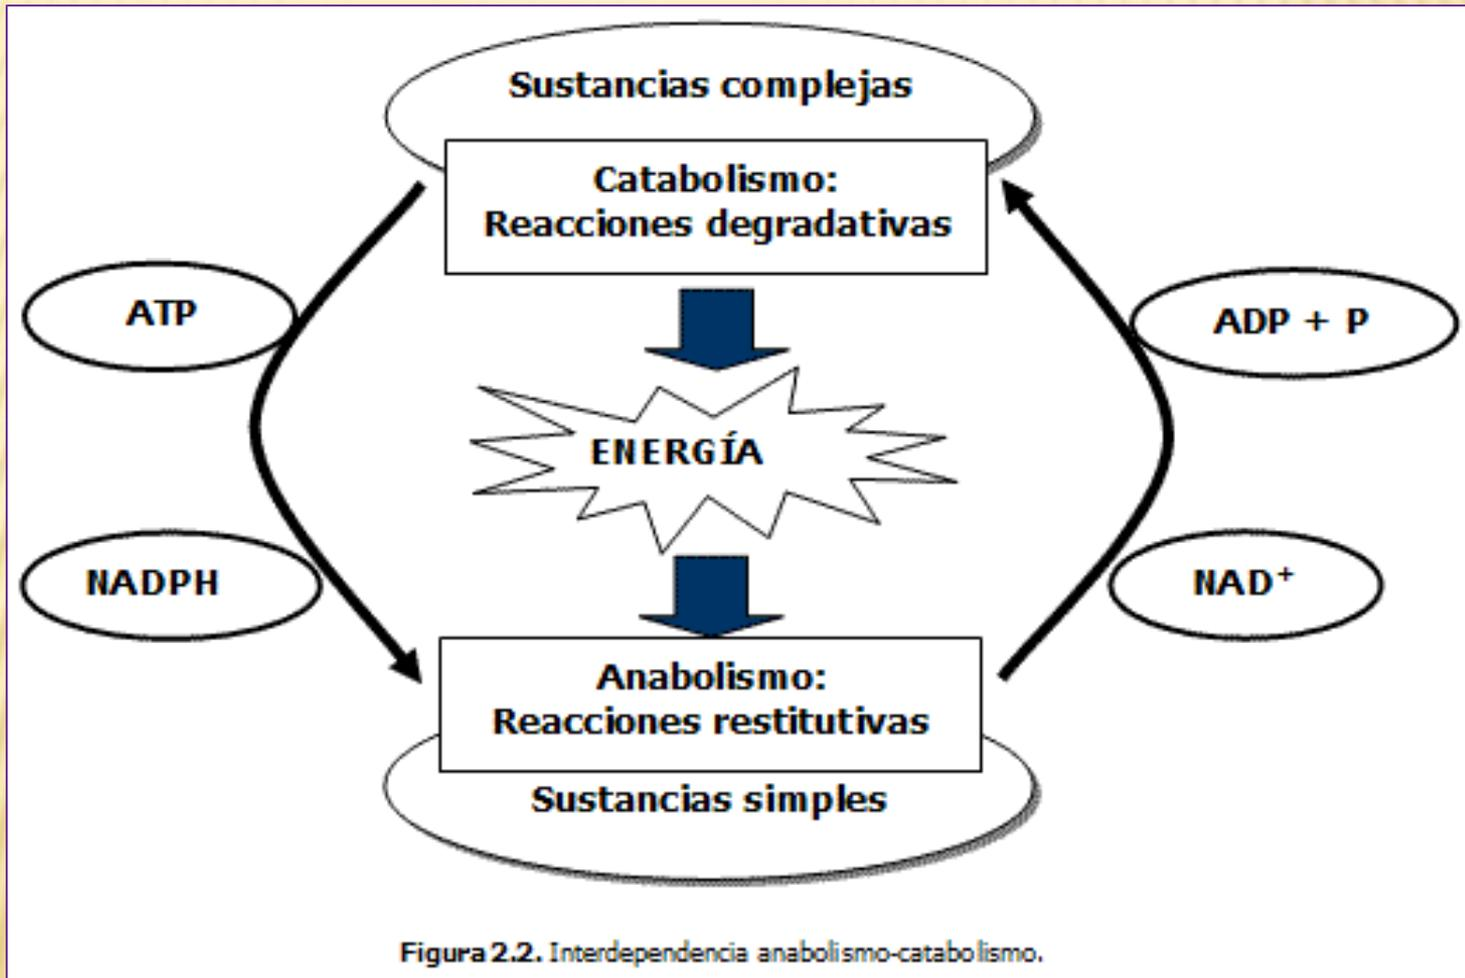 Sustancias complejas
Catabolismo:
Reacciones degradativas
ATP
ADP + P
ENERGÍA
NADPH
NAD⁺
Anabolismo:
Reacciones restitutivas
Sustancias simples
Figura 2.2. Interdependencia anabolismo-catabolismo.